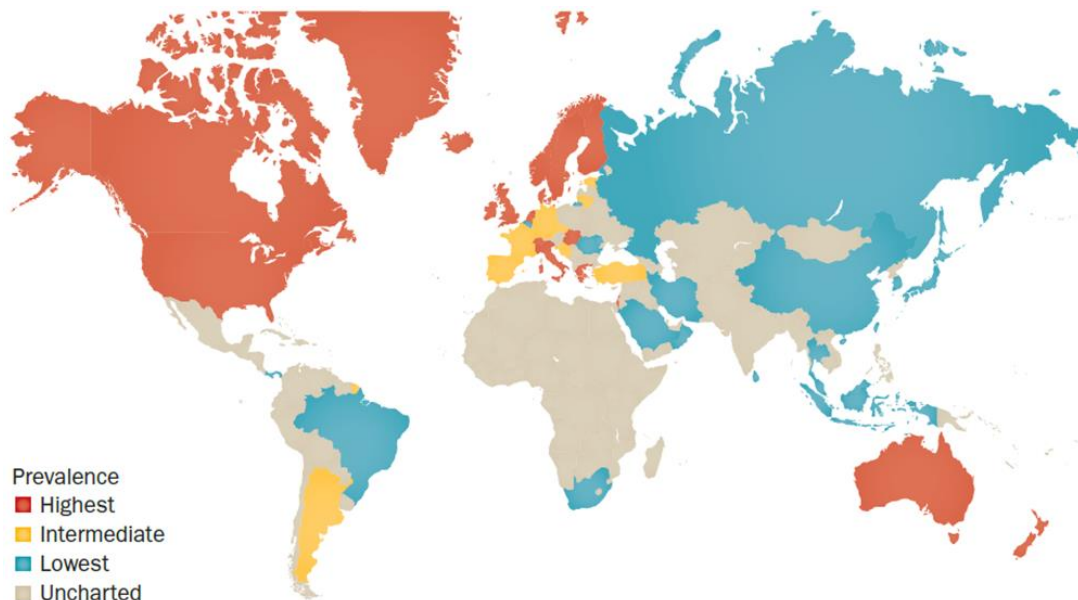 Prevalence
Highest
Intermediate
Lowest
Uncharted